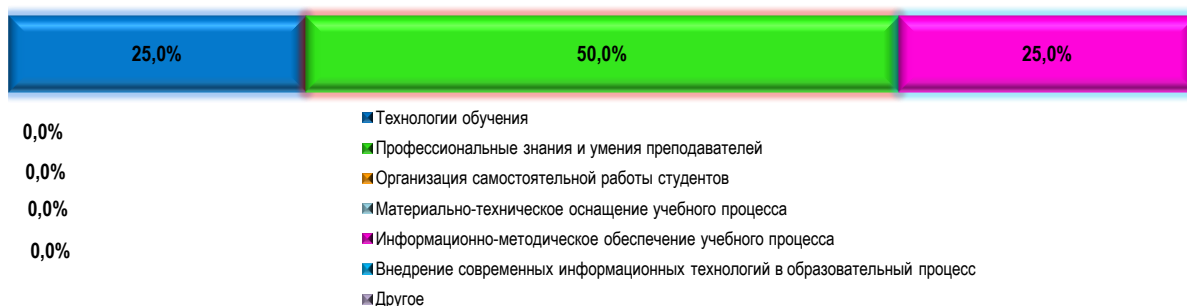 25,0% 50,0% 25,0%
0,0%
0,0%
0,0%
0,0%
Технологии обучения
Профессиональные знания и умения преподавателей
Организация самостоятельной работы студентов
Материально-техническое оснащение учебного процесса
Информационно-методическое обеспечение учебного процесса
Внедрение современных информационных технологий в образовательный процесс
Другое